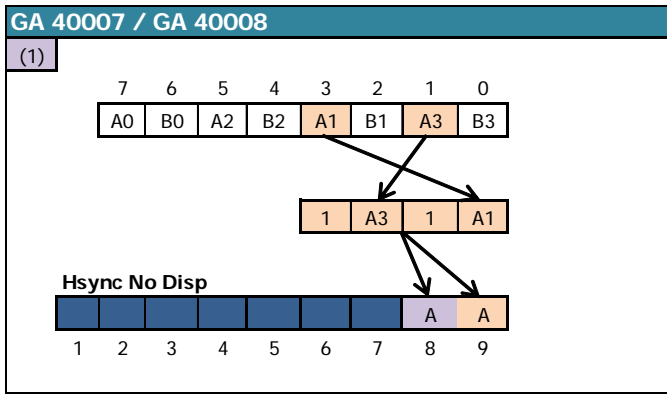 GA 40007 / GA 40008
(1)
7 6 5 4 3 2 1 0
A0 B0 A2 B2 A1 B1 A3 B3
1 A3 1 A1
Hsync No Disp
A A
1 2 3 4 5 6 7 8 9